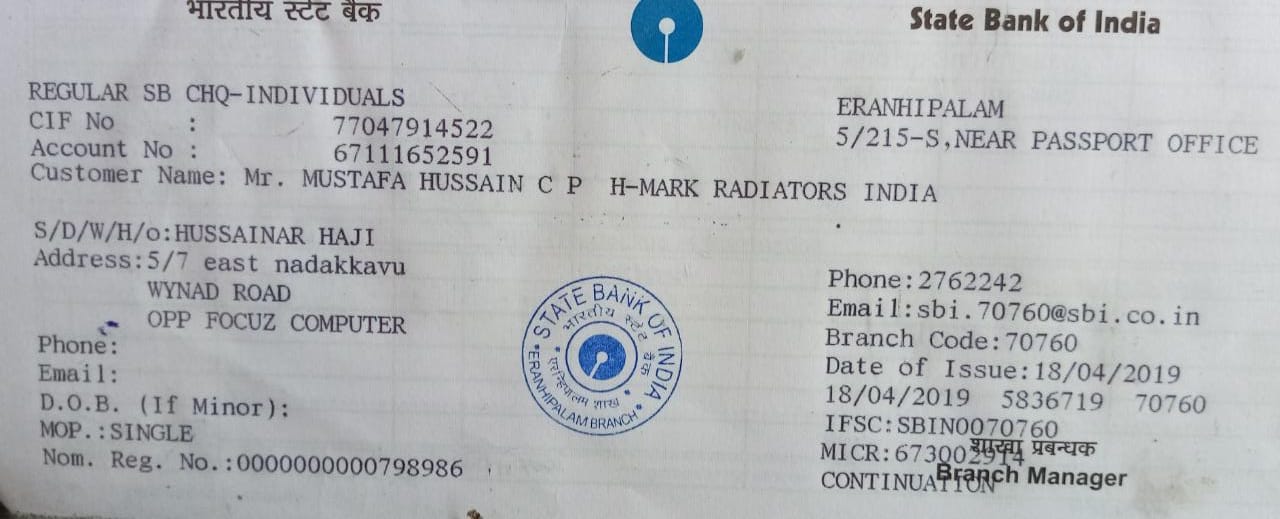 भारतीय स्टेट बैंक
State Bank of India
REGULAR SB CHQ-INDIVIDUALS
CIF No : 77047914522
Account No : 67111652591
Customer Name: Mr. MUSTAFA HUSSAIN C P H-MARK RADIATORS INDIA
S/D/W/H/o:HUSSAINAR HAJI
Address:5/7 east nadakkavu
WYNAD ROAD
OPP FOCUZ COMPUTER
Phone:
Email:
D.O.B. (If Minor):
MOP.:SINGLE
Nom. Reg. No.:0000000000798986
STATE BANK OF INDIA
भारतीय स्टेट बैंक
एरन्हिपालम शाखा
ERANHIPALAM BRANCH
ERANHIPALAM
5/215-S,NEAR PASSPORT OFFICE
Phone:2762242
Email:sbi.70760@sbi.co.in
Branch Code:70760
Date of Issue:18/04/2019
18/04/2019 5836719 70760
IFSC:SBIN0070760
MICR:673002914
शाखा प्रबन्धक
CONTINUATION
Branch Manager